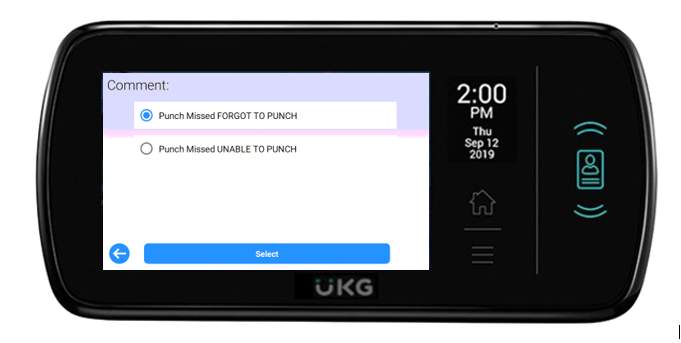 Comment:
Punch Missed FORGOT TO PUNCH
Punch Missed UNABLE TO PUNCH
Select
2:00
PM
Thu
Sep 12
2019
UKG